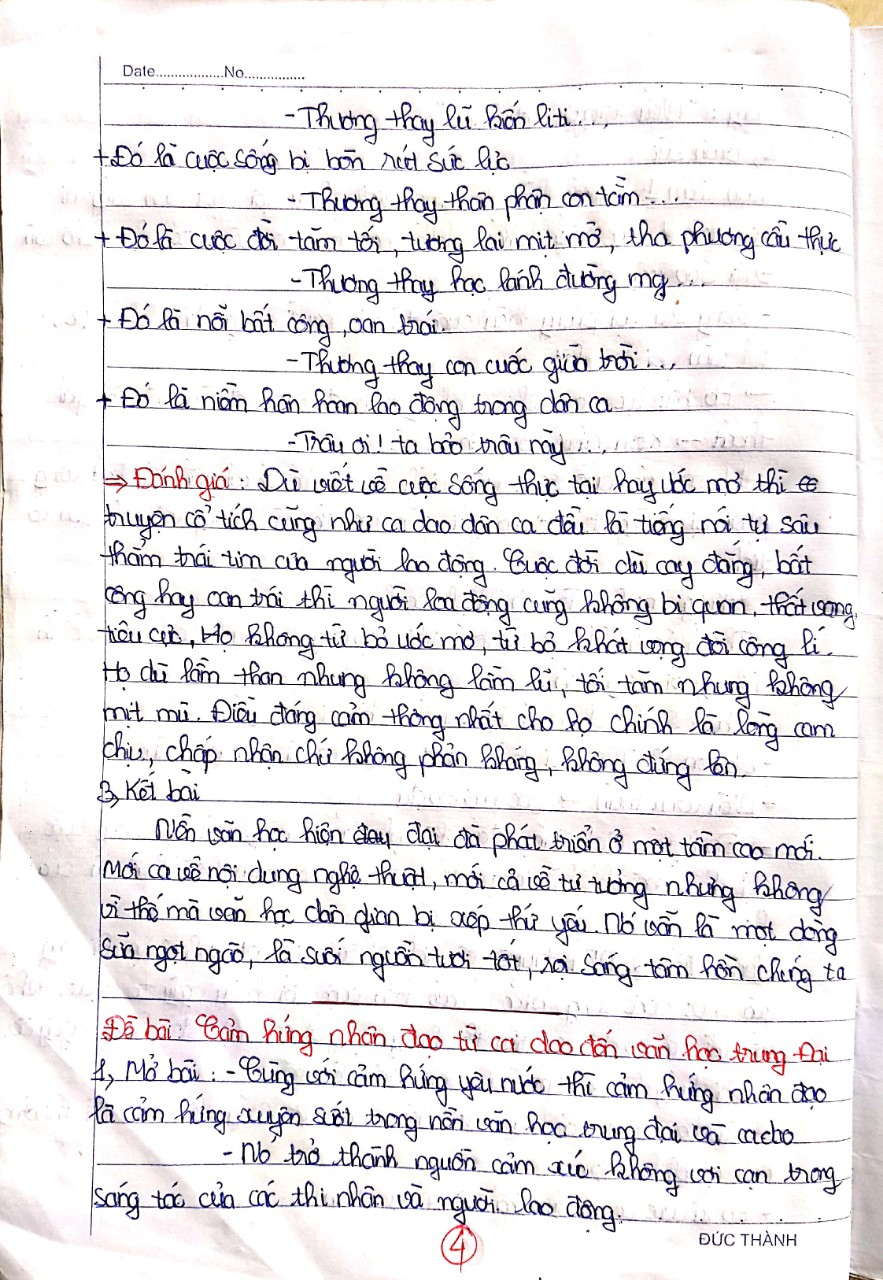 Date..................No................
- Thương thay lũ kiến li ti....
+ Đó là cuộc sống bị bòn rút sức lực
- Thương thay thân phận con tằm....
+ Đó là cuộc đời tăm tối, tương lai mịt mờ, tha phương cầu thực
- Thương thay hạc lánh đường mây....
+ Đó là nỗi bất công, oan trái.
- Thương thay con cuốc giữa trời....
+ Đó là niềm hân hoan lao động trong dân ca
- Trâu ơi! ta bảo trâu này....
⇒ Đánh giá: Dù viết về cuộc sống thực tại hay ước mơ thì
truyện cổ tích cũng như ca dao dân ca đều là tiếng nói tự sâu
thẳm trái tim của người lao động. Cuộc đời dù cay đắng, bất
công hay oan trái thì người loa động cũng không bi quan, thất vọng
tiêu cực, Họ không từ bỏ ước mơ, từ bỏ khát vọng đòi công lí.
Họ dù lầm than nhưng không lầm lũ, tối tăm nhưng không
mịt mù. Điều đáng cảm thông nhất cho họ chính là lòng cam
chịu, chấp nhận chứ không phản kháng, không đứng lên.
3, Kết bài
Nền văn học hiện đại đã phát triển ở một tầm cao mới.
Mới cả về nội dung nghệ thuật, mới cả về tư tưởng nhưng không
vì thế mà văn học dân gian bị xếp thứ yếu. Nó vẫn là một dòng
sữa ngọt ngào, là suối nguồn tươi tốt, rọi sáng tâm hồn chúng ta
Đề bài: Cảm hứng nhân đạo từ ca dao đến văn học trung Đại
1, Mở bài: - Cùng với cảm hứng yêu nước thì cảm hứng nhân đạo
là cảm hứng xuyên suốt trong nền văn học trung đại và cadao
- Nó trở thành nguồn cảm xúc không vơi cạn trong
sáng tác của các thi nhân và người lao động.
4
ĐỨC THÀNH